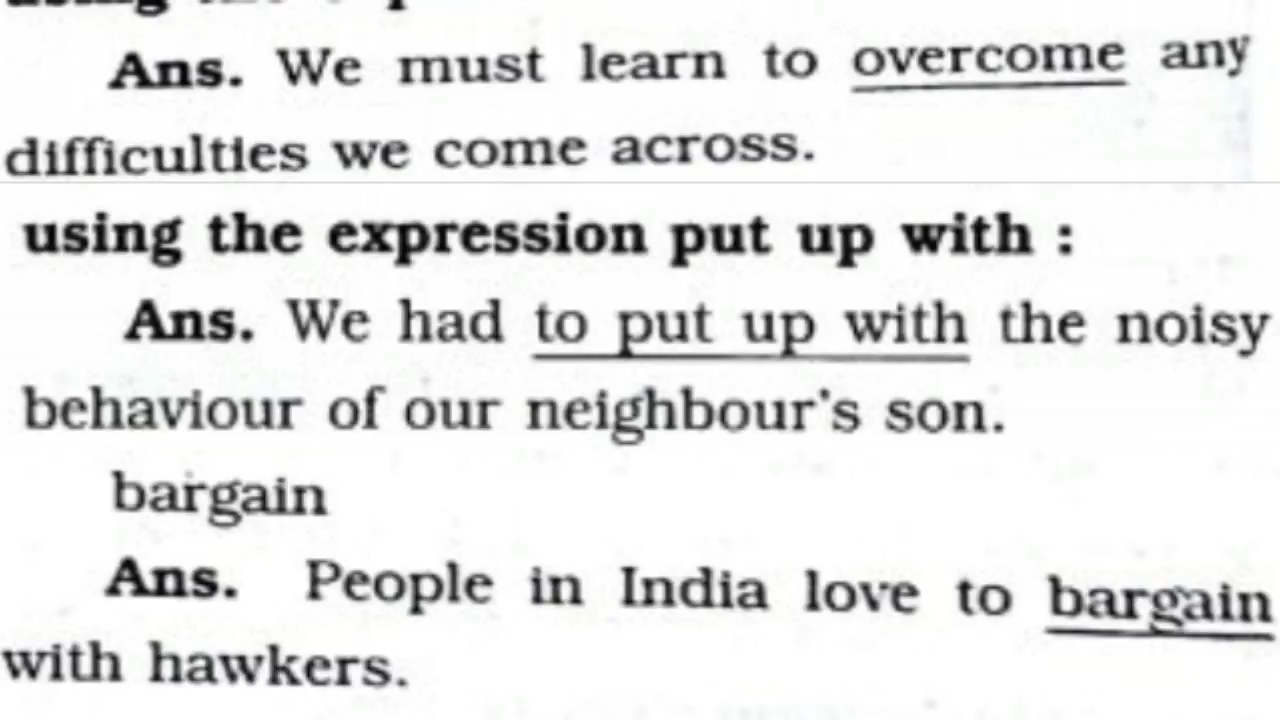 Ans. We must learn to overcome any
difficulties we come across.
using the expression put up with :
Ans. We had to put up with the noisy
behaviour of our neighbour's son.
bargain
Ans. People in India love to bargain
with hawkers.